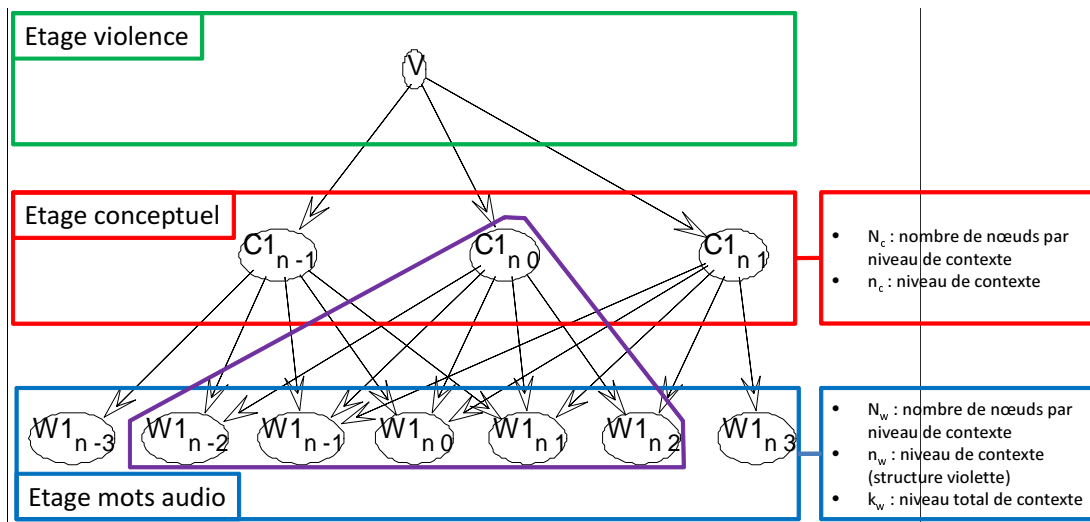 Etage violence
V
Etage conceptuel
C1n -1
C1n 0
C1n 1
• Nc : nombre de nœuds par
niveau de contexte
• nc : niveau de contexte
W1n -3
W1n -2
W1n -1
W1n 0
W1n 1
W1n 2
W1n 3
Etage mots audio
• Nw : nombre de nœuds par
niveau de contexte
• nw : niveau de contexte
(structure violette)
• kw : niveau total de contexte